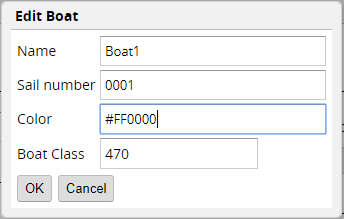 Edit Boat
Name Boat1
Sail number 0001
Color #FF0000
Boat Class 470
OK Cancel